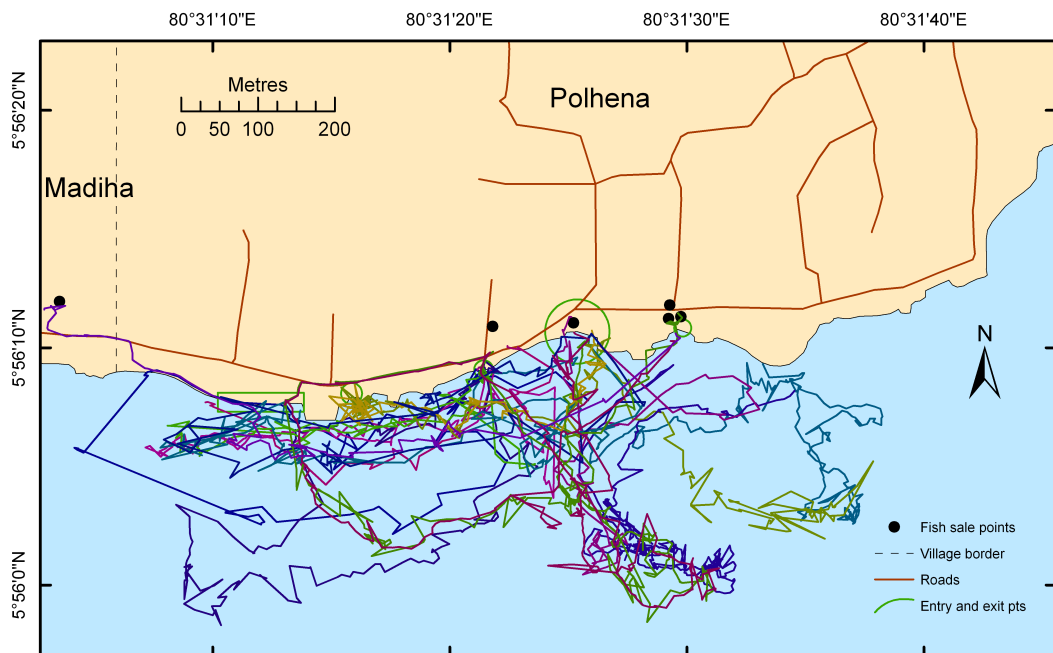 80°31'10"E 80°31'20"E 80°31'30"E 80°31'40"E
5°56'20"N
Metres
0 50 100 200
Polhena
Madiha
5°56'10"N
N
Fish sale points
Village border
Roads
Entry and exit pts
5°56'0"N